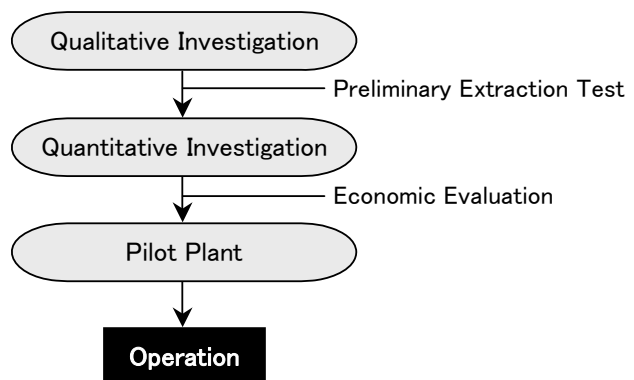 Qualitative Investigation
Preliminary Extraction Test
Quantitative Investigation
Economic Evaluation
Pilot Plant
Operation